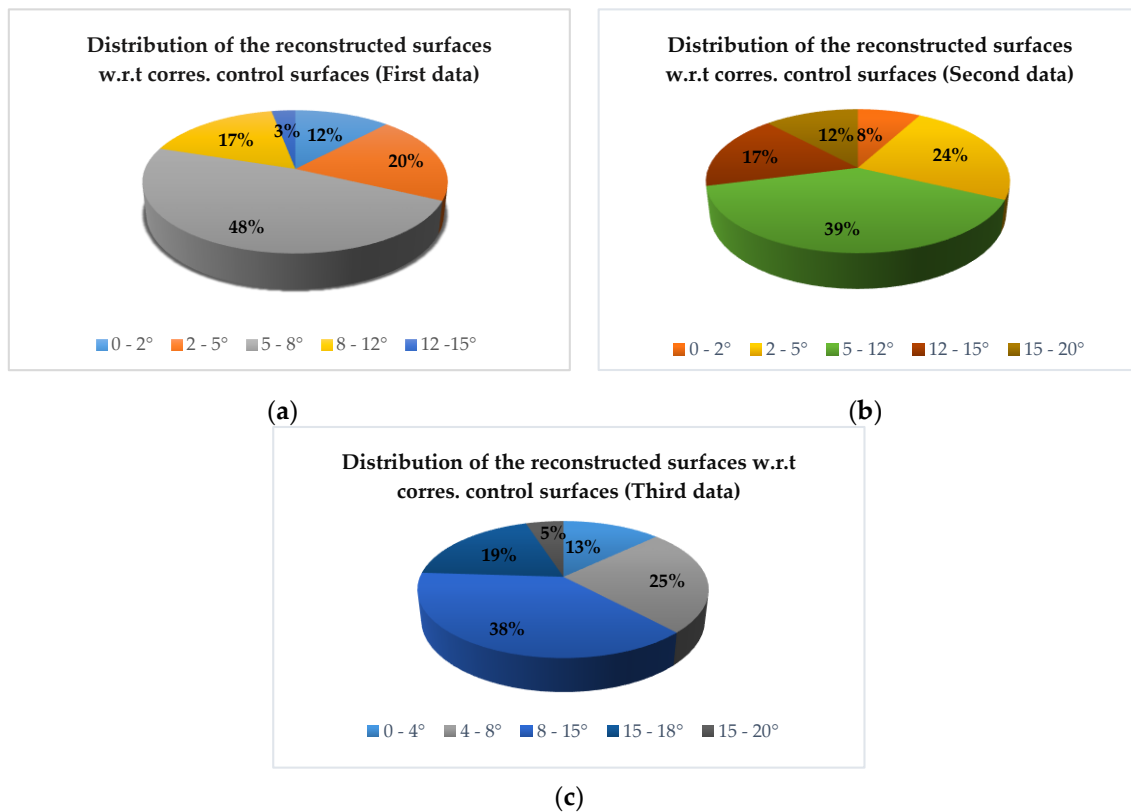 Distribution of the reconstructed surfaces
w.r.t corres. control surfaces (First data)
3%
12%
17%
20%
48%
0 - 2° 2 - 5° 5 - 8° 8 - 12° 12 -15°
(a)
Distribution of the reconstructed surfaces
w.r.t corres. control surfaces (Second data)
12% 8%
17%
24%
39%
0 - 2° 2 - 5° 5 - 12° 12 - 15° 15 - 20°
(b)
Distribution of the reconstructed surfaces w.r.t
corres. control surfaces (Third data)
5%
13%
19%
25%
38%
0 - 4° 4 - 8° 8 - 15° 15 - 18° 15 - 20°
(c)